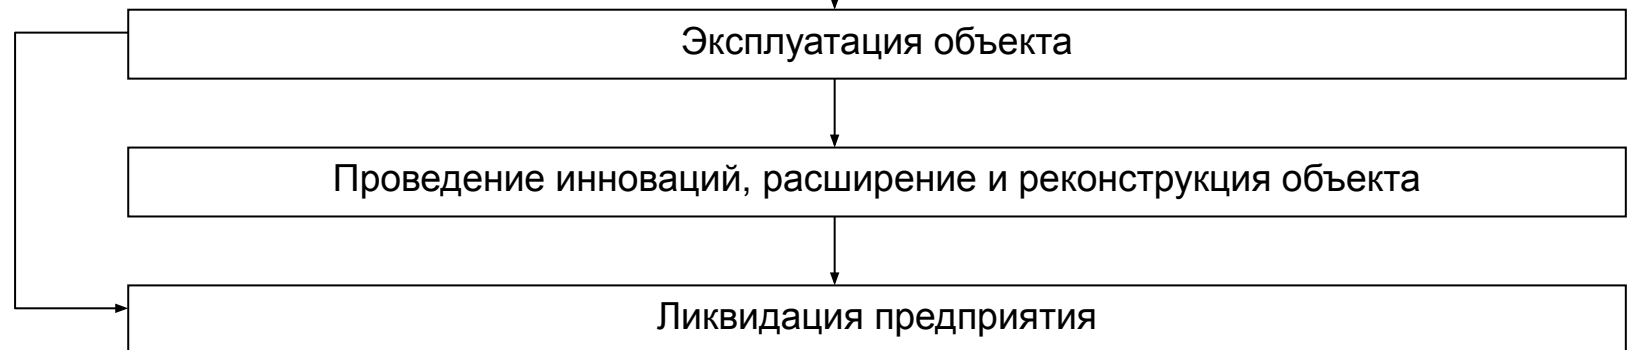 Эксплуатация объекта
Проведение инноваций, расширение и реконструкция объекта
Ликвидация предприятия